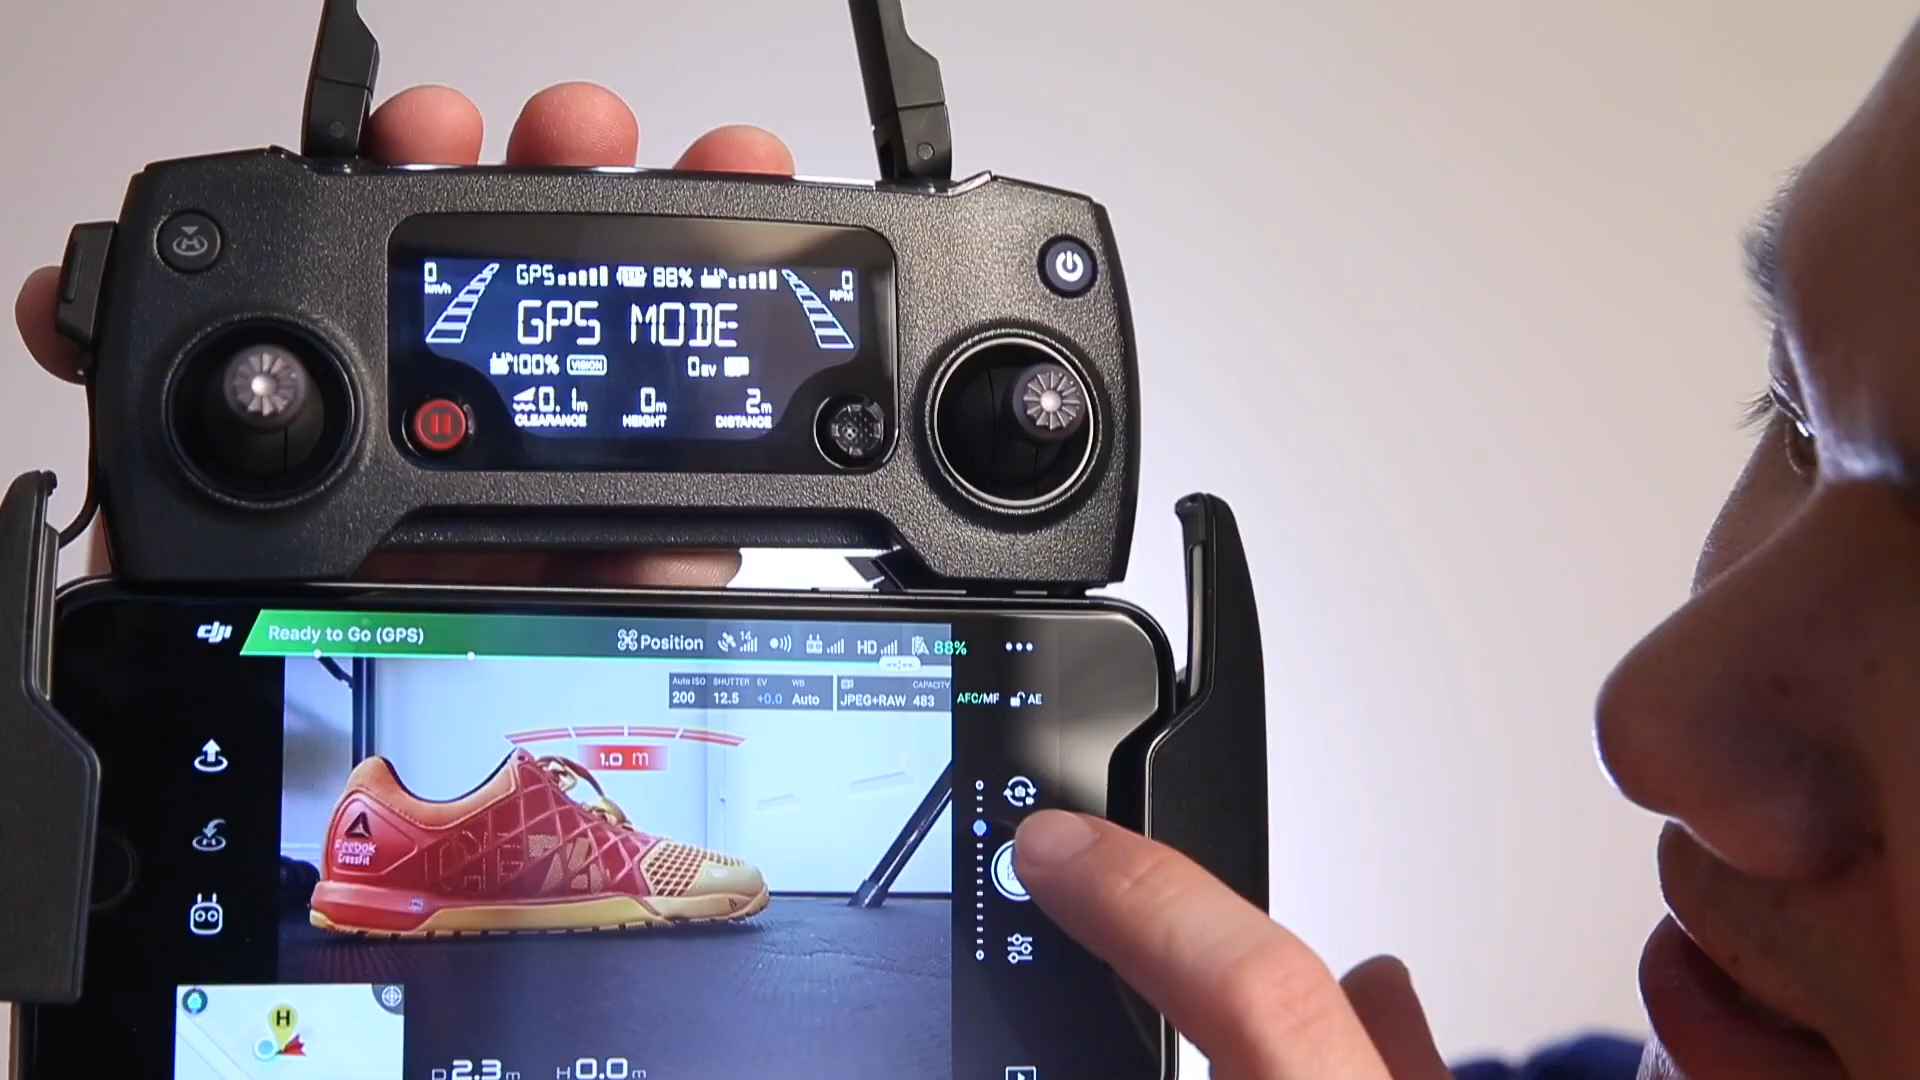 0 GPS 88% 0
km/h RPM
GPS MODE
100% VISION 0EV
0.1m 0m 2m
CLEARANCE HEIGHT DISTANCE
dji Ready to Go (GPS) Position 14 HD 88%
Auto ISO SHUTTER EV WB CAPACITY
200 12.5 +0.0 Auto JPEG+RAW 483 AFC/MF AE
1.0 m
Reebok
CrossFit
H
D 2.3 m H 0.0 m